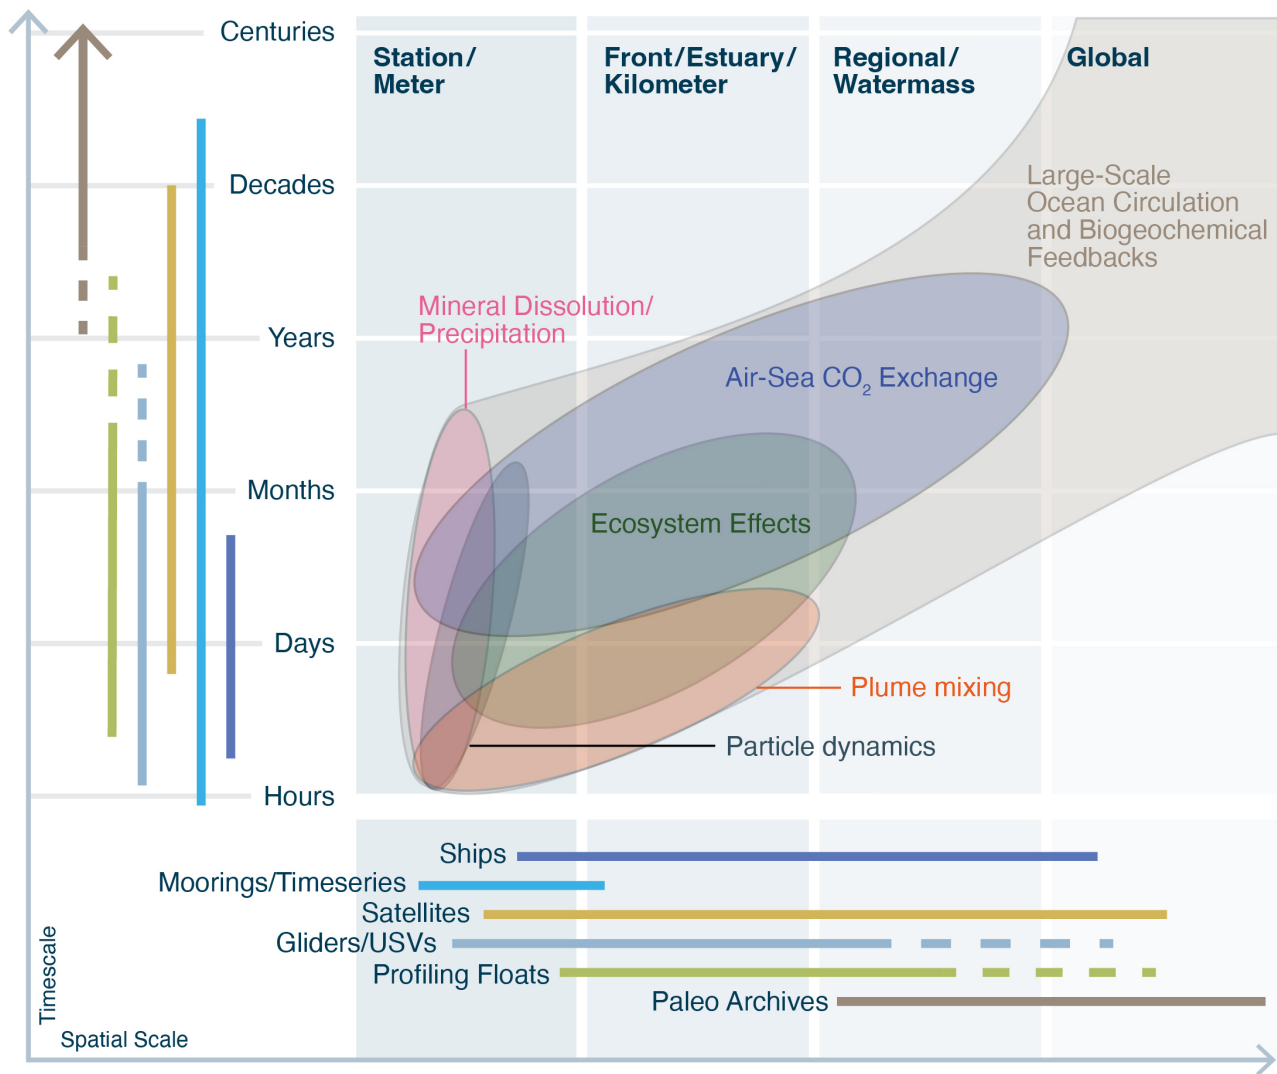 Centuries
Station/
Meter
Front/Estuary/
Kilometer
Regional/
Watermass
Global
Decades
Large-Scale
Ocean Circulation
and Biogeochemical
Feedbacks
Mineral Dissolution/
Precipitation
Years
Air-Sea CO₂ Exchange
Months
Ecosystem Effects
Days
Plume mixing
Particle dynamics
Hours
Ships
Moorings/Timeseries
Satellites
Gliders/USVs
Profiling Floats
Paleo Archives
Timescale
Spatial Scale